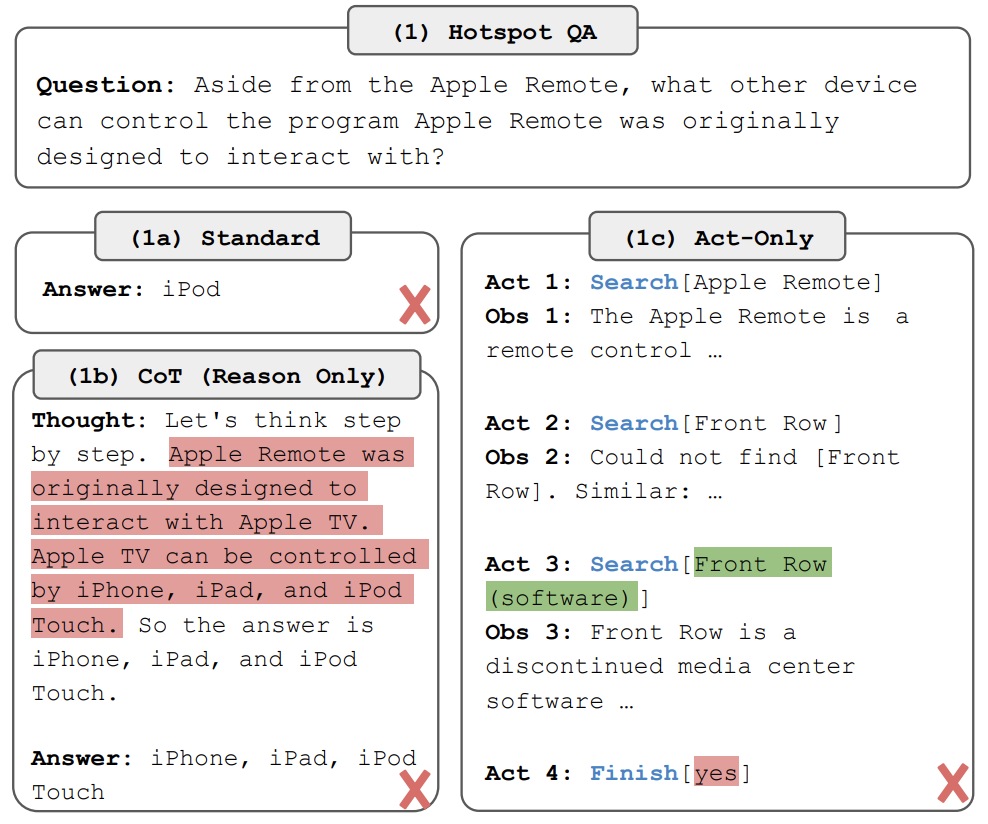 (1) Hotspot QA
Question: Aside from the Apple Remote, what other device
can control the program Apple Remote was originally
designed to interact with?
(1a) Standard
Answer: iPod
(1b) CoT (Reason Only)
Thought: Let's think step
by step. Apple Remote was
originally designed to
interact with Apple TV.
Apple TV can be controlled
by iPhone, iPad, and iPod
Touch. So the answer is
iPhone, iPad, and iPod
Touch.
Answer: iPhone, iPad, iPod
Touch
(1c) Act-Only
Act 1: Search[Apple Remote]
Obs 1: The Apple Remote is a
remote control …
Act 2: Search[Front Row]
Obs 2: Could not find [Front
Row]. Similar: …
Act 3: Search[Front Row
(software)]
Obs 3: Front Row is a
discontinued media center
software …
Act 4: Finish[yes]